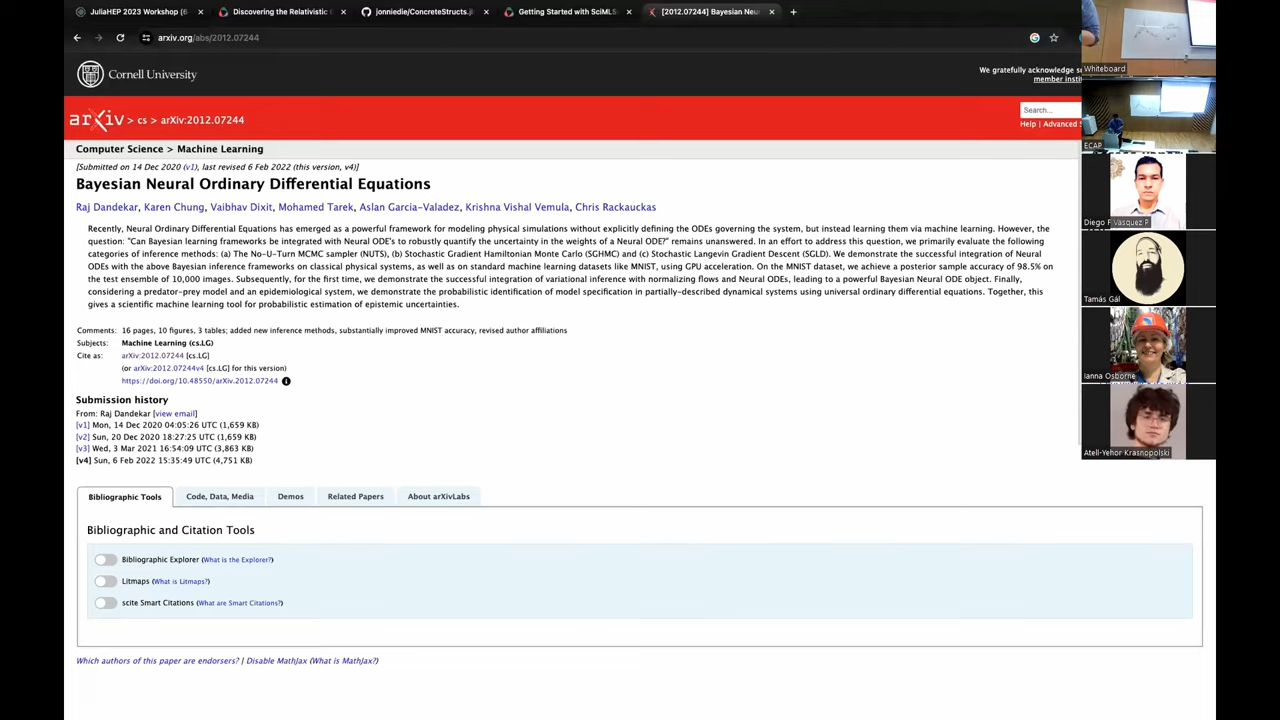 JuliaHEP 2023 Workshop (6
Discovering the Relativistic
jonniedie/ConcreteStructs.jl
Getting Started with SciMLS
[2012.07244] Bayesian Neur
arxiv.org/abs/2012.07244
Cornell University
We gratefully acknowledge
member insti
arXiv > cs > arXiv:2012.07244
Search...
Help | Advanced
Computer Science > Machine Learning
[Submitted on 14 Dec 2020 (v1), last revised 6 Feb 2022 (this version, v4)]
Bayesian Neural Ordinary Differential Equations
Raj Dandekar, Karen Chung, Vaibhav Dixit, Mohamed Tarek, Aslan Garcia-Valadez, Krishna Vishal Vemula, Chris Rackauckas
Recently, Neural Ordinary Differential Equations has emerged as a powerful framework for modeling physical simulations without explicitly defining the ODEs governing the system, but instead learning them via machine learning. However, the
question: "Can Bayesian learning frameworks be integrated with Neural ODE's to robustly quantify the uncertainty in the weights of a Neural ODE?" remains unanswered. In an effort to address this question, we primarily evaluate the following
categories of inference methods: (a) The No-U-Turn MCMC sampler (NUTS), (b) Stochastic Gradient Hamiltonian Monte Carlo (SGHMC) and (c) Stochastic Langevin Gradient Descent (SGLD). We demonstrate the successful integration of Neural
ODEs with the above Bayesian inference frameworks on classical physical systems, as well as on standard machine learning datasets like MNIST, using GPU acceleration. On the MNIST dataset, we achieve a posterior sample accuracy of 98.5% on
the test ensemble of 10,000 images. Subsequently, for the first time, we demonstrate the successful integration of variational inference with normalizing flows and Neural ODEs, leading to a powerful Bayesian Neural ODE object. Finally,
considering a predator-prey model and an epidemiological system, we demonstrate the probabilistic identification of model specification in partially-described dynamical systems using universal ordinary differential equations. Together, this
gives a scientific machine learning tool for probabilistic estimation of epistemic uncertainties.
Comments: 16 pages, 10 figures, 3 tables; added new inference methods, substantially improved MNIST accuracy, revised author affiliations
Subjects: Machine Learning (cs.LG)
Cite as: arXiv:2012.07244 [cs.LG]
(or arXiv:2012.07244v4 [cs.LG] for this version)
https://doi.org/10.48550/arXiv.2012.07244
Submission history
From: Raj Dandekar [view email]
[v1] Mon, 14 Dec 2020 04:05:26 UTC (1,659 KB)
[v2] Sun, 20 Dec 2020 18:27:25 UTC (1,659 KB)
[v3] Wed, 3 Mar 2021 16:54:09 UTC (3,863 KB)
[v4] Sun, 6 Feb 2022 15:35:49 UTC (4,751 KB)
Bibliographic Tools
Code, Data, Media
Demos
Related Papers
About arXivLabs
Bibliographic and Citation Tools
Bibliographic Explorer (What is the Explorer?)
Litmaps (What is Litmaps?)
scite Smart Citations (What are Smart Citations?)
Which authors of this paper are endorsers? | Disable MathJax (What is MathJax?)
Whiteboard
ECAP
Diego F Vasquez P
Tamás Gál
Ianna Osborne
Atell-Yehor Krasnopolski